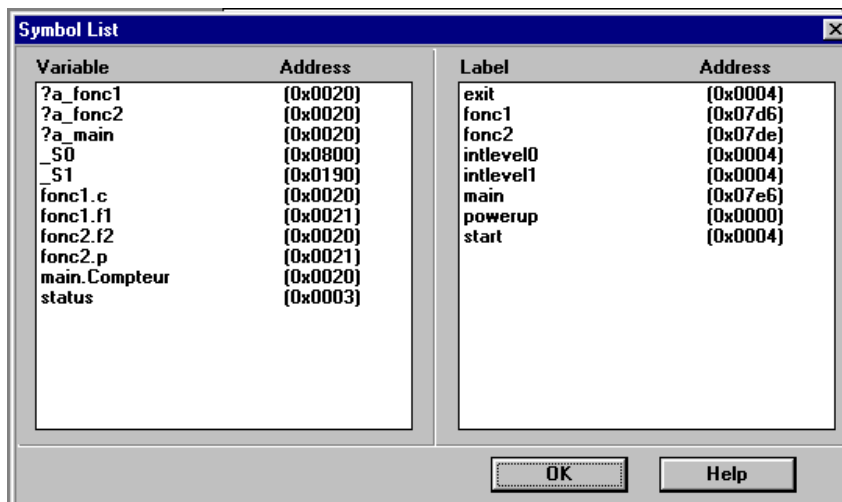 Symbol List
Variable Address
?a_fonc1 (0x0020)
?a_fonc2 (0x0020)
?a_main (0x0020)
_S0 (0x0800)
_S1 (0x0190)
fonc1.c (0x0020)
fonc1.f1 (0x0021)
fonc2.f2 (0x0020)
fonc2.p (0x0021)
main.Compteur (0x0020)
status (0x0003)
Label Address
exit (0x0004)
fonc1 (0x07d6)
fonc2 (0x07de)
intlevel0 (0x0004)
intlevel1 (0x0004)
main (0x07e6)
powerup (0x0000)
start (0x0004)
OK Help